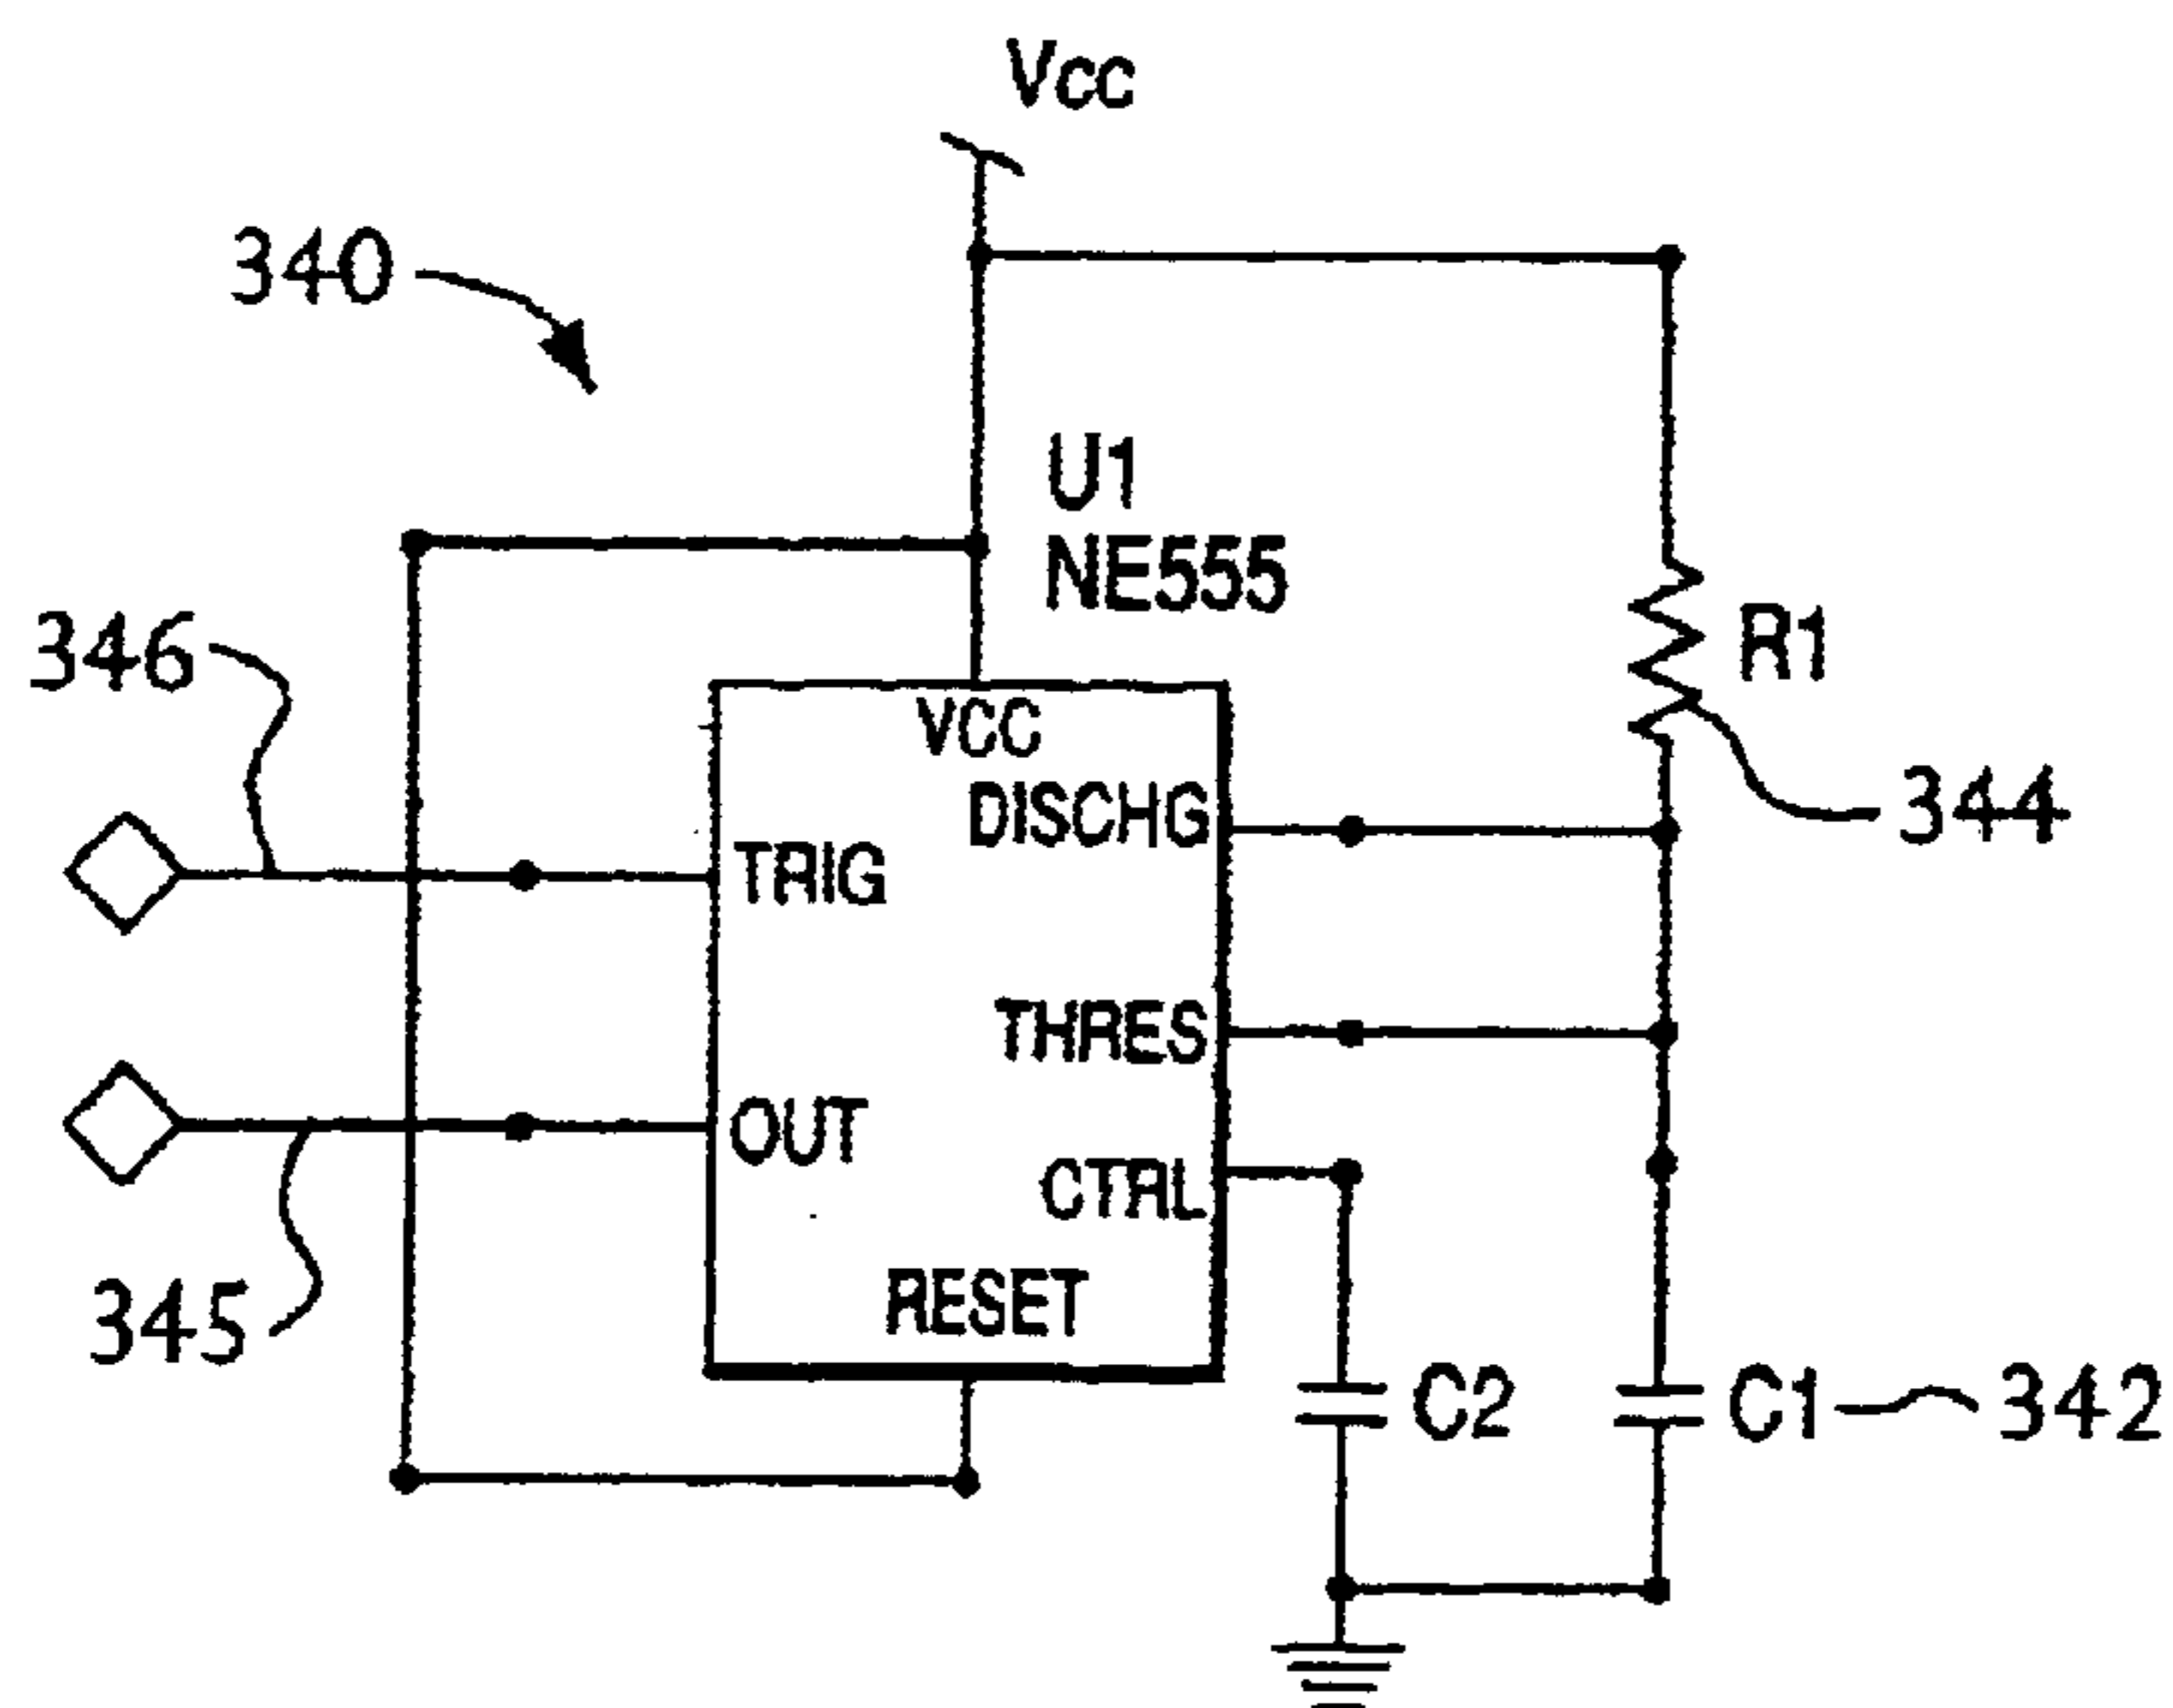 Vcc
340
U1
NE555
346
R1
VCC
DISCHG
344
TRIG
THRES
OUT
CTRL
345
RESET
C2
C1
342